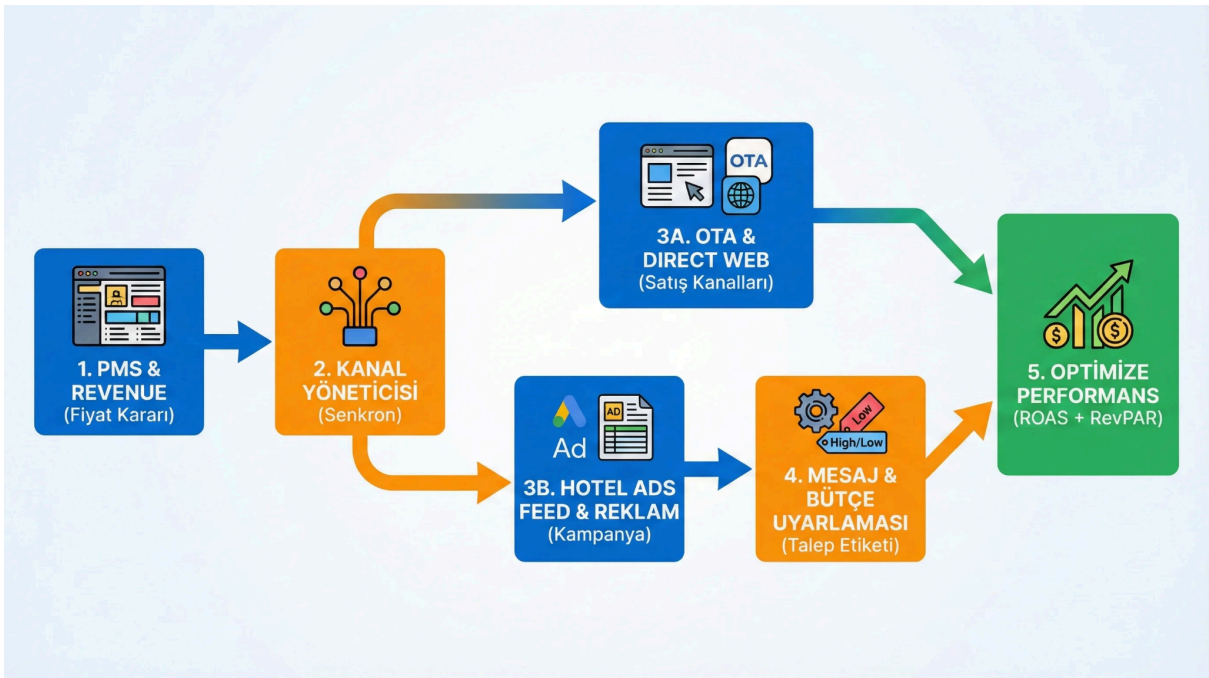 1. PMS &
REVENUE
(Fiyat Kararı)
2. KANAL
YÖNETİCİSİ
(Senkron)
OTA
3A. OTA &
DIRECT WEB
(Satış Kanalları)
Ad
AD
3B. HOTEL ADS
FEED & REKLAM
(Kampanya)
Low
High/Low
4. MESAJ &
BÜTÇE
UYARLAMASI
(Talep Etiketi)
5. OPTİMİZE
PERFORMANS
(ROAS + RevPAR)